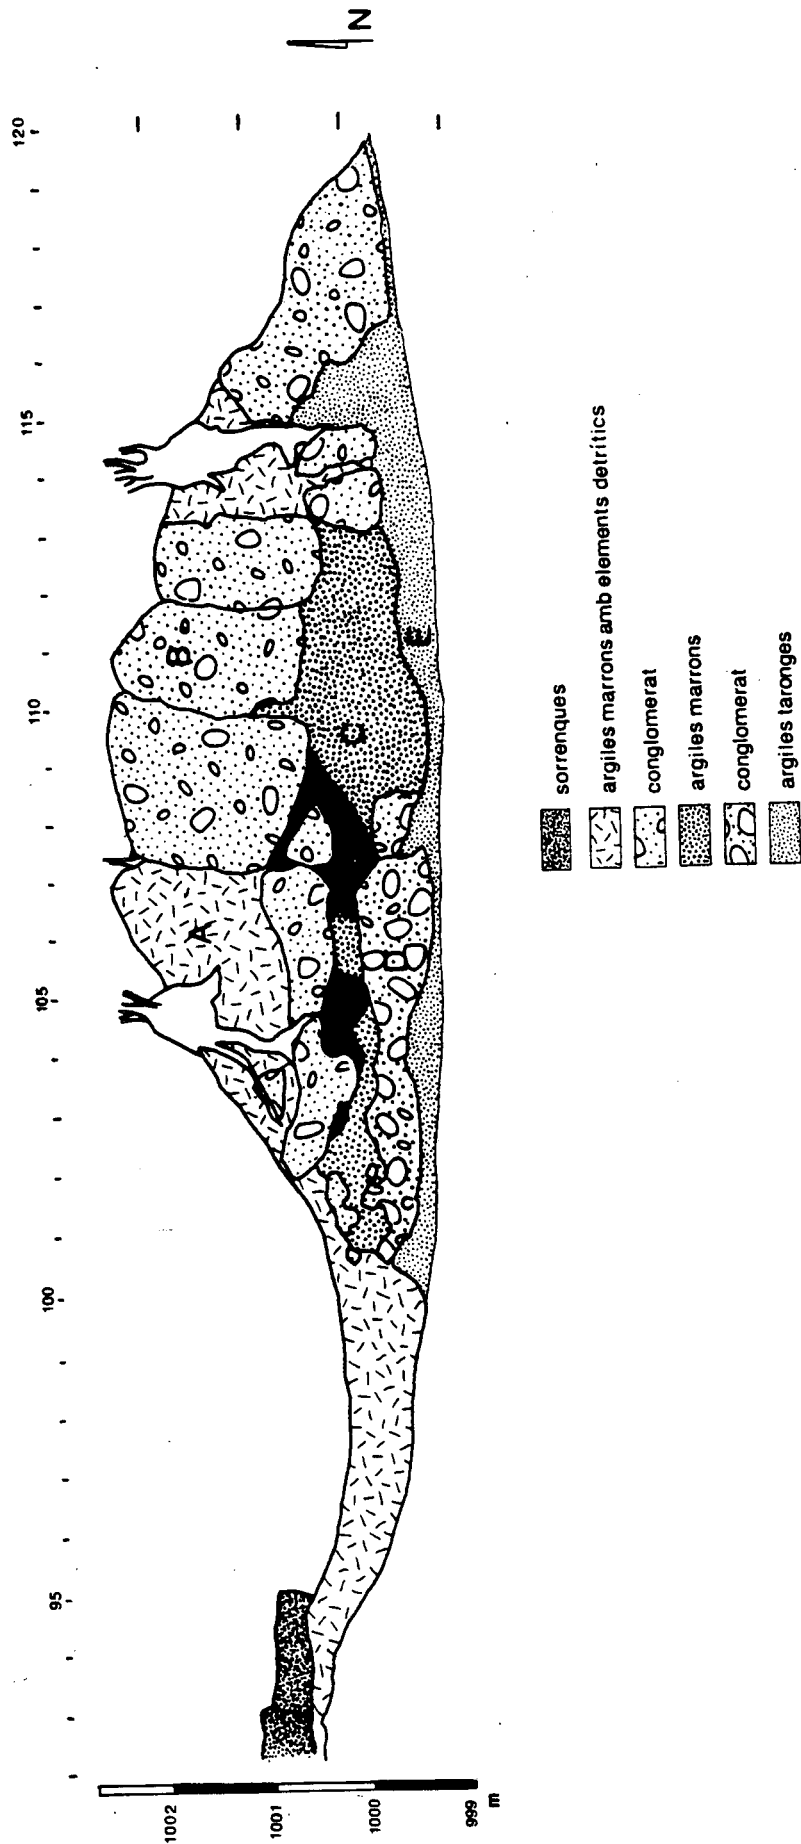 N
120
115
110
105
100
95
1002
1001
1000
999
m
A
B
C
D
E
sorrenques
argiles marrons amb elements detrítics
conglomerat
argiles marrons
conglomerat
argiles taronges